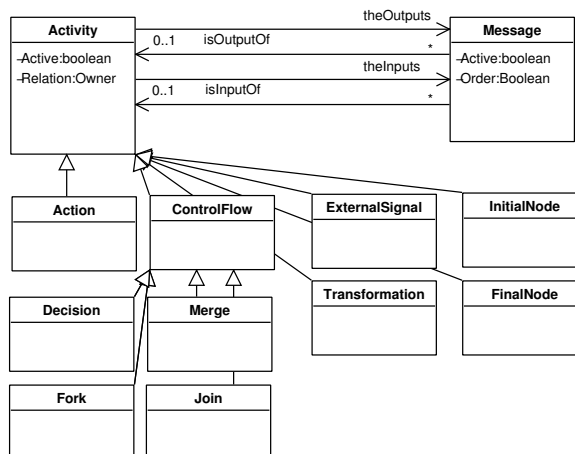 Activity
-Active:boolean
-Relation:Owner
theOutputs
0..1 isOutputOf *
theInputs
0..1 isInputOf *
Message
-Active:boolean
-Order:Boolean
Action
ControlFlow
ExternalSignal
InitialNode
Decision
Merge
Transformation
FinalNode
Fork
Join